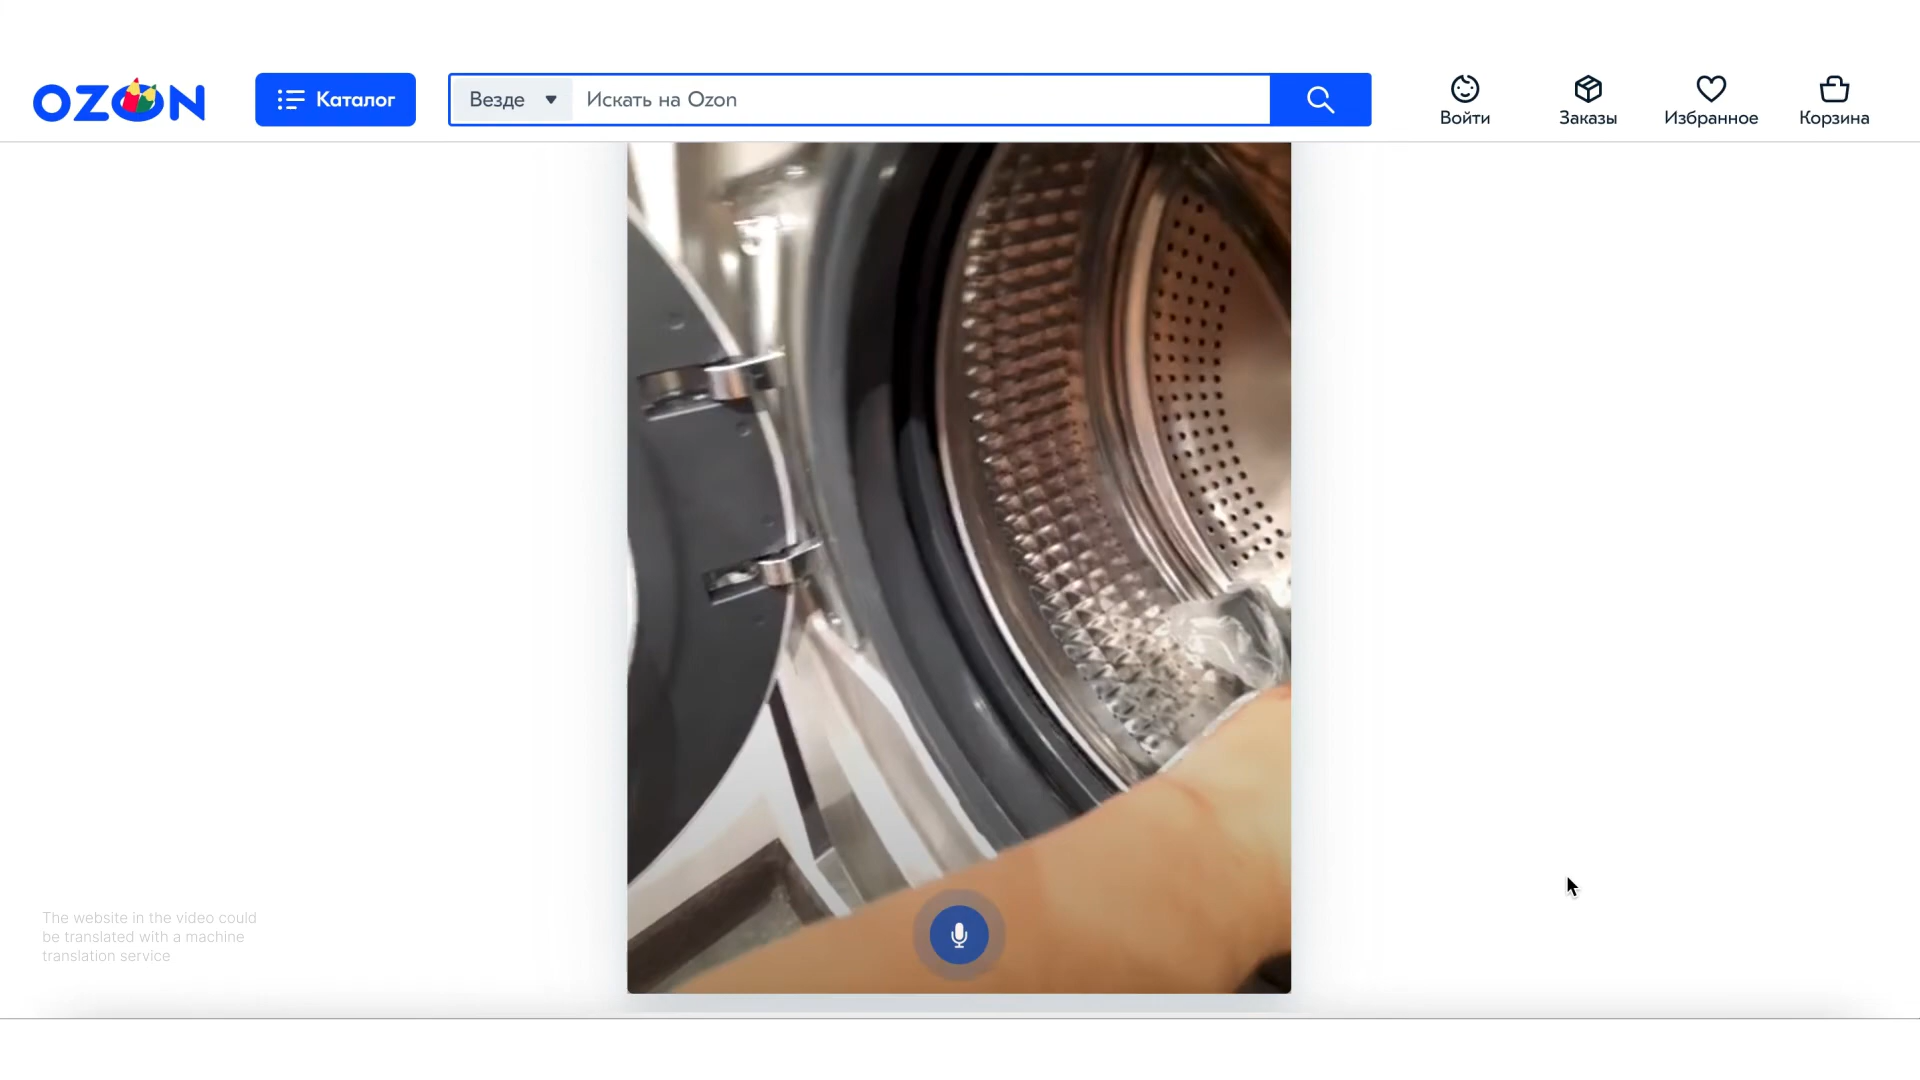 OZON
Каталог
Везде
Искать на Ozon
Войти
Заказы
Избранное
Корзина
The website in the video could
be translated with a machine
translation service